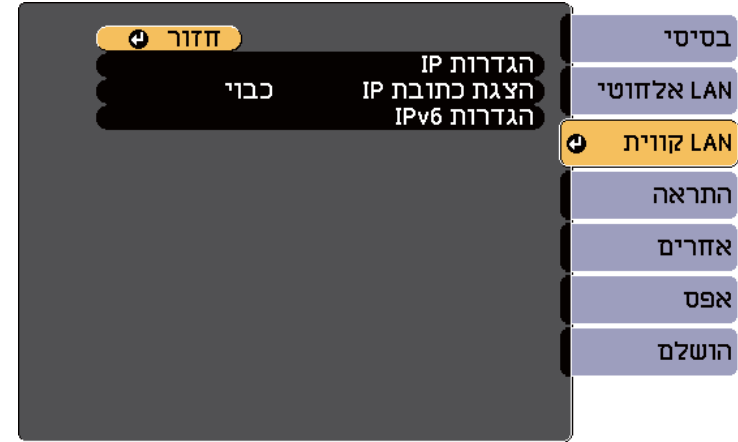 בסיסי
LAN אלחוטי
LAN קווית
התראה
אחרים
אפס
הושלם
חזור
הגדרות IP
הצגת כתובת IP כבוי
הגדרות IPv6